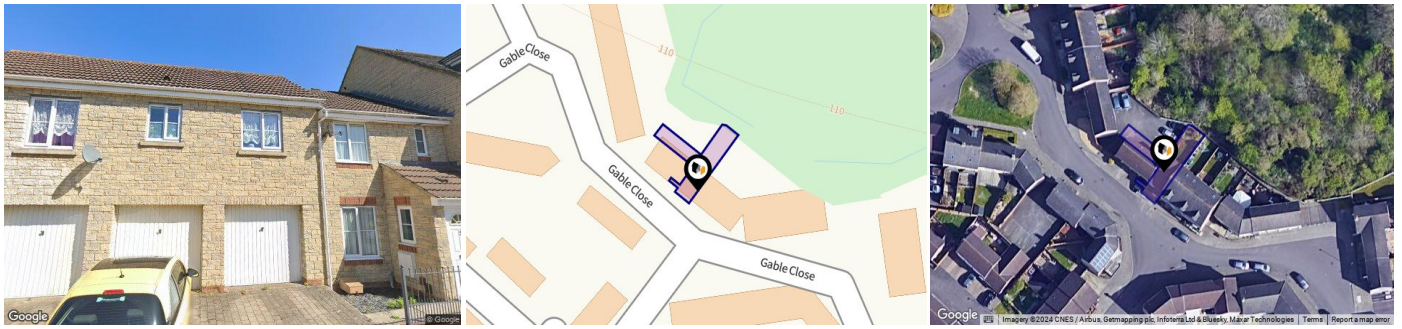 Google
© Google
Gable Close
110
110
Gable Close
Gable Close
Google
Imagery ©2024 CNES / Airbus, Getmapping plc, Infoterra Ltd & Bluesky, Maxar Technologies
Terms
Report a map error